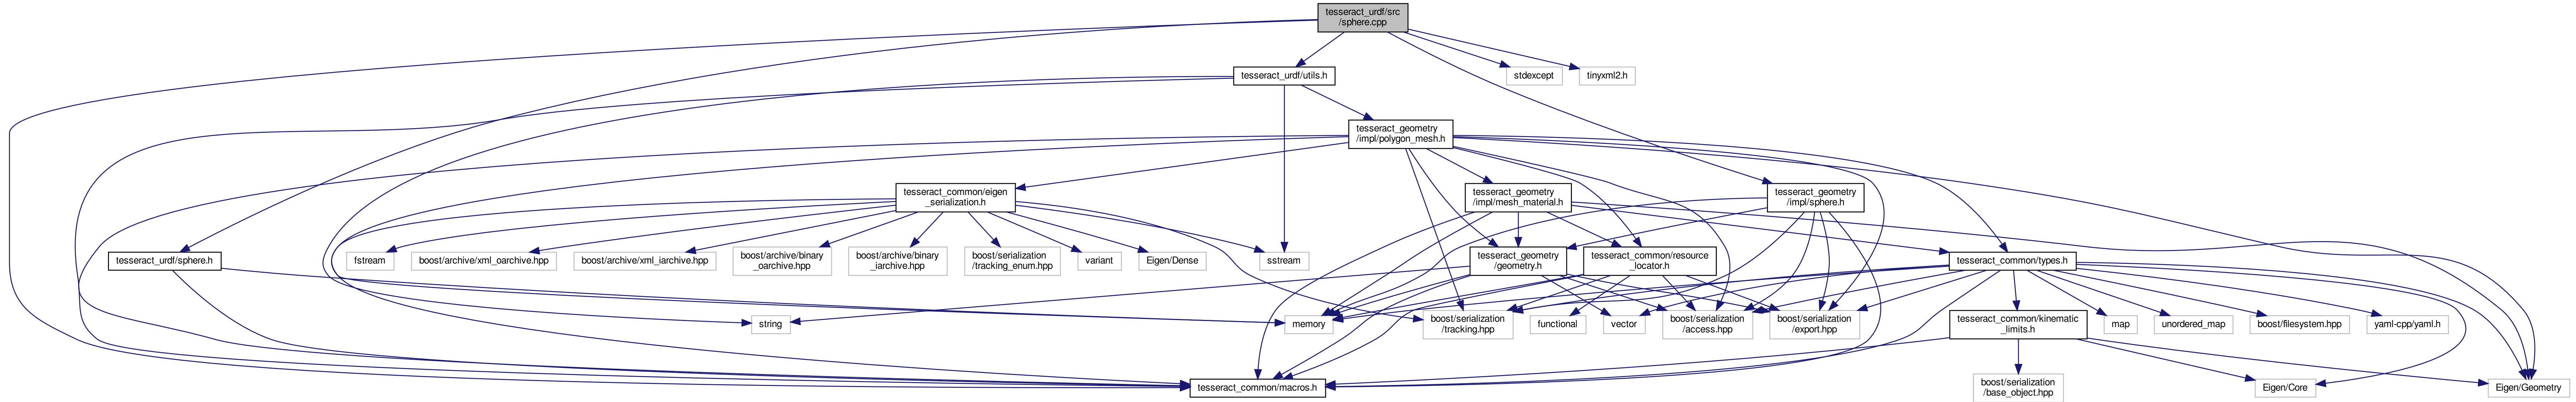 tesseract_urdf/src
/sphere.cpp
tesseract_urdf/utils.h
stdexcept
tinyxml2.h
tesseract_geometry
/impl/polygon_mesh.h
tesseract_common/eigen
_serialization.h
tesseract_geometry
/impl/mesh_material.h
tesseract_geometry
/impl/sphere.h
tesseract_urdf/sphere.h
fstream
boost/archive/xml_oarchive.hpp
boost/archive/xml_iarchive.hpp
boost/archive/binary
_oarchive.hpp
boost/archive/binary
_iarchive.hpp
boost/serialization
/tracking_enum.hpp
variant
Eigen/Dense
sstream
tesseract_geometry
/geometry.h
tesseract_common/resource
_locator.h
tesseract_common/types.h
string
memory
boost/serialization
/tracking.hpp
functional
vector
boost/serialization
/access.hpp
boost/serialization
/export.hpp
tesseract_common/kinematic
_limits.h
map
unordered_map
boost/filesystem.hpp
yaml-cpp/yaml.h
tesseract_common/macros.h
boost/serialization
/base_object.hpp
Eigen/Core
Eigen/Geometry